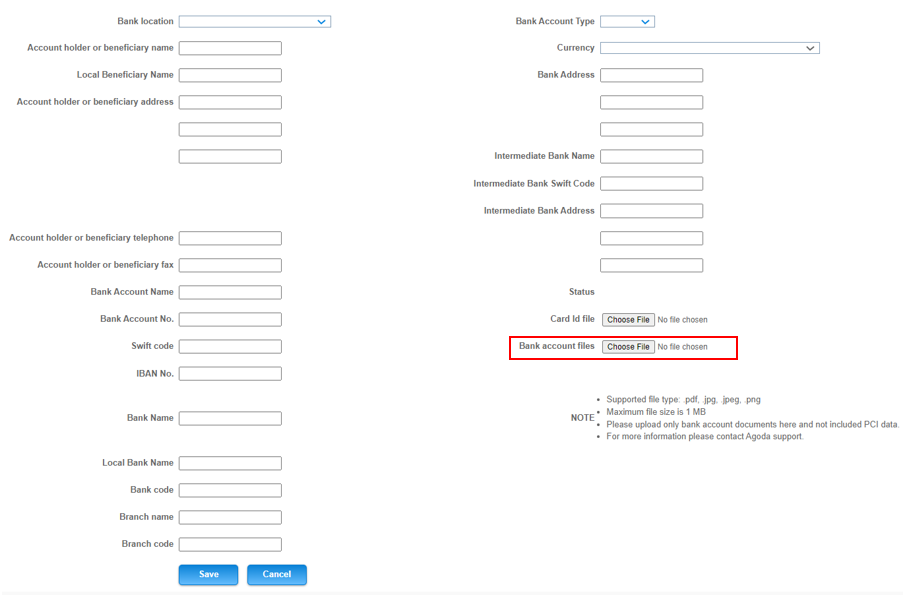 Bank location
Account holder or beneficiary name
Local Beneficiary Name
Account holder or beneficiary address
Account holder or beneficiary telephone
Account holder or beneficiary fax
Bank Account Name
Bank Account No.
Swift code
IBAN No.
Bank Name
Local Bank Name
Bank code
Branch name
Branch code
Save Cancel
Bank Account Type
Currency
Bank Address
Intermediate Bank Name
Intermediate Bank Swift Code
Intermediate Bank Address
Status
Card Id file Choose File No file chosen
Bank account files Choose File No file chosen
NOTE
• Supported file type: .pdf, .jpg, .jpeg, .png
• Maximum file size is 1 MB
• Please upload only bank account documents here and not included PCI data.
• For more information please contact Agoda support.